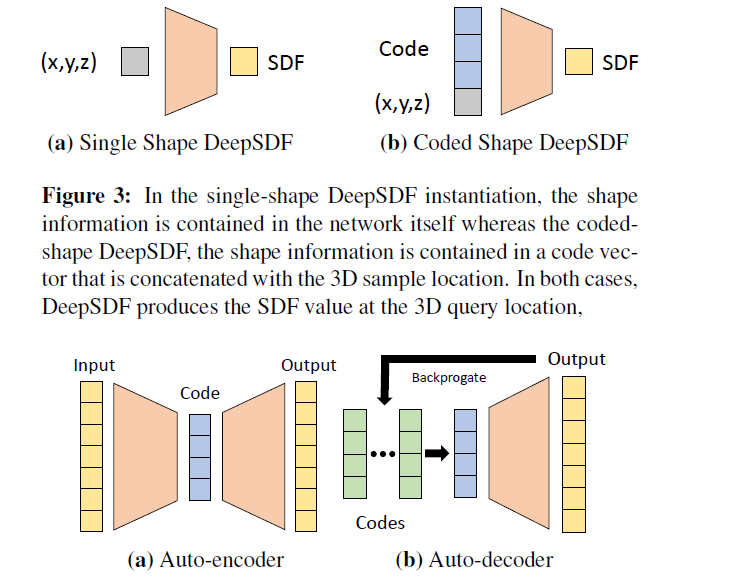 (x,y,z) SDF
Code
(x,y,z) SDF
(a) Single Shape DeepSDF
(b) Coded Shape DeepSDF
Figure 3: In the single-shape DeepSDF instantiation, the shape
information is contained in the network itself whereas the coded-
shape DeepSDF, the shape information is contained in a code vec-
tor that is concatenated with the 3D sample location. In both cases,
DeepSDF produces the SDF value at the 3D query location,
Input
Code
Output
Backprogate
Output
Codes
(a) Auto-encoder
(b) Auto-decoder